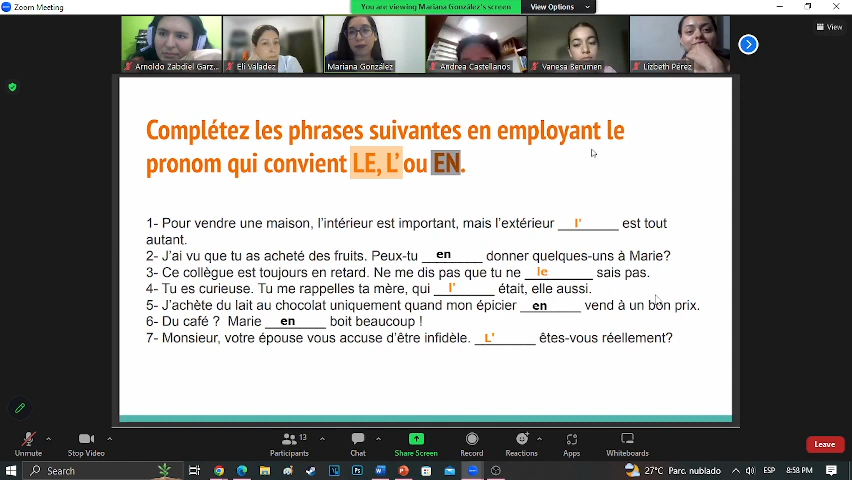 Zoom Meeting
You are viewing Mariana González's screen
View Options
View
Arnoldo Zabdiel Garz...
Eli Valadez
Mariana González
Andrea Castellanos
Vanesa Berumen
Lizbeth Pérez
Complétez les phrases suivantes en employant le
pronom qui convient LE, L' ou EN.
1- Pour vendre une maison, l'intérieur est important, mais l'extérieur l' est tout
autant.
2- J'ai vu que tu as acheté des fruits. Peux-tu en donner quelques-uns à Marie?
3- Ce collègue est toujours en retard. Ne me dis pas que tu ne le sais pas.
4- Tu es curieuse. Tu me rappelles ta mère, qui l' était, elle aussi.
5- J'achète du lait au chocolat uniquement quand mon épicier en vend à un bon prix.
6- Du café ? Marie en boit beaucoup !
7- Monsieur, votre épouse vous accuse d'être infidèle. L' êtes-vous réellement?
Unmute
Stop Video
13
Participants
Chat
Share Screen
Record
Reactions
Apps
Whiteboards
Leave
Search
27°C Parc. nublado
ESP
8:58 PM